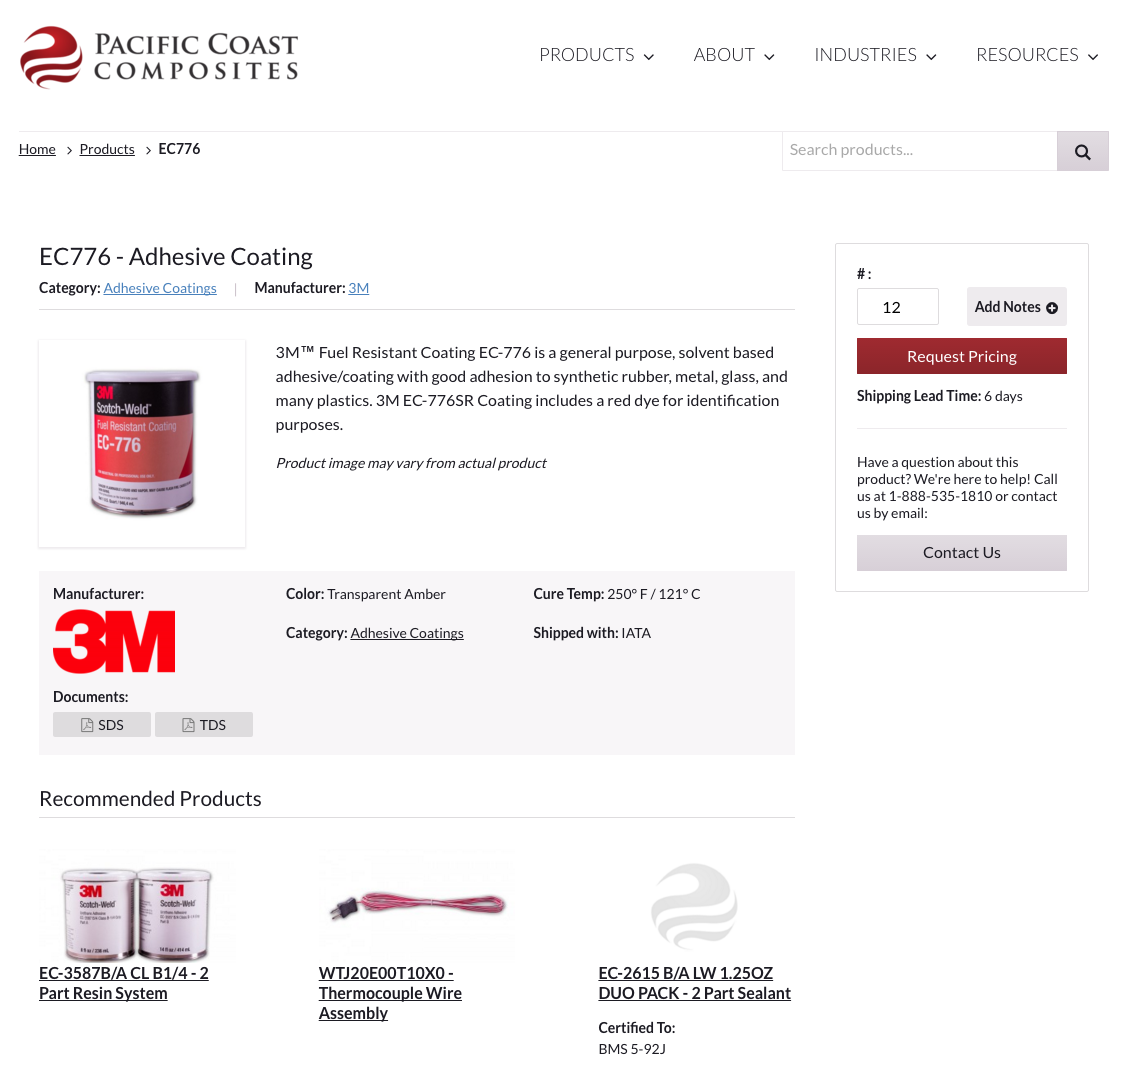 PACIFIC COAST
COMPOSITES
PRODUCTS
ABOUT
INDUSTRIES
RESOURCES
Home > Products > EC776
Search products...
EC776 - Adhesive Coating
Category: Adhesive Coatings | Manufacturer: 3M
3M
Scotch-Weld™
Fuel Resistant Coating
EC-776
3M™ Fuel Resistant Coating EC-776 is a general purpose, solvent based
adhesive/coating with good adhesion to synthetic rubber, metal, glass, and
many plastics. 3M EC-776SR Coating includes a red dye for identification
purposes.
Product image may vary from actual product
# :
12
Add Notes
Request Pricing
Shipping Lead Time: 6 days
Have a question about this
product? We're here to help! Call
us at 1-888-535-1810 or contact
us by email:
Contact Us
Manufacturer:
3M
Documents:
SDS
TDS
Color: Transparent Amber
Category: Adhesive Coatings
Cure Temp: 250° F / 121° C
Shipped with: IATA
Recommended Products
3M
Scotch-Weld™
3M
Scotch-Weld™
EC-3587B/A CL B1/4 - 2
Part Resin System
WTJ20E00T10X0 -
Thermocouple Wire
Assembly
EC-2615 B/A LW 1.25OZ
DUO PACK - 2 Part Sealant
Certified To:
BMS 5-92J